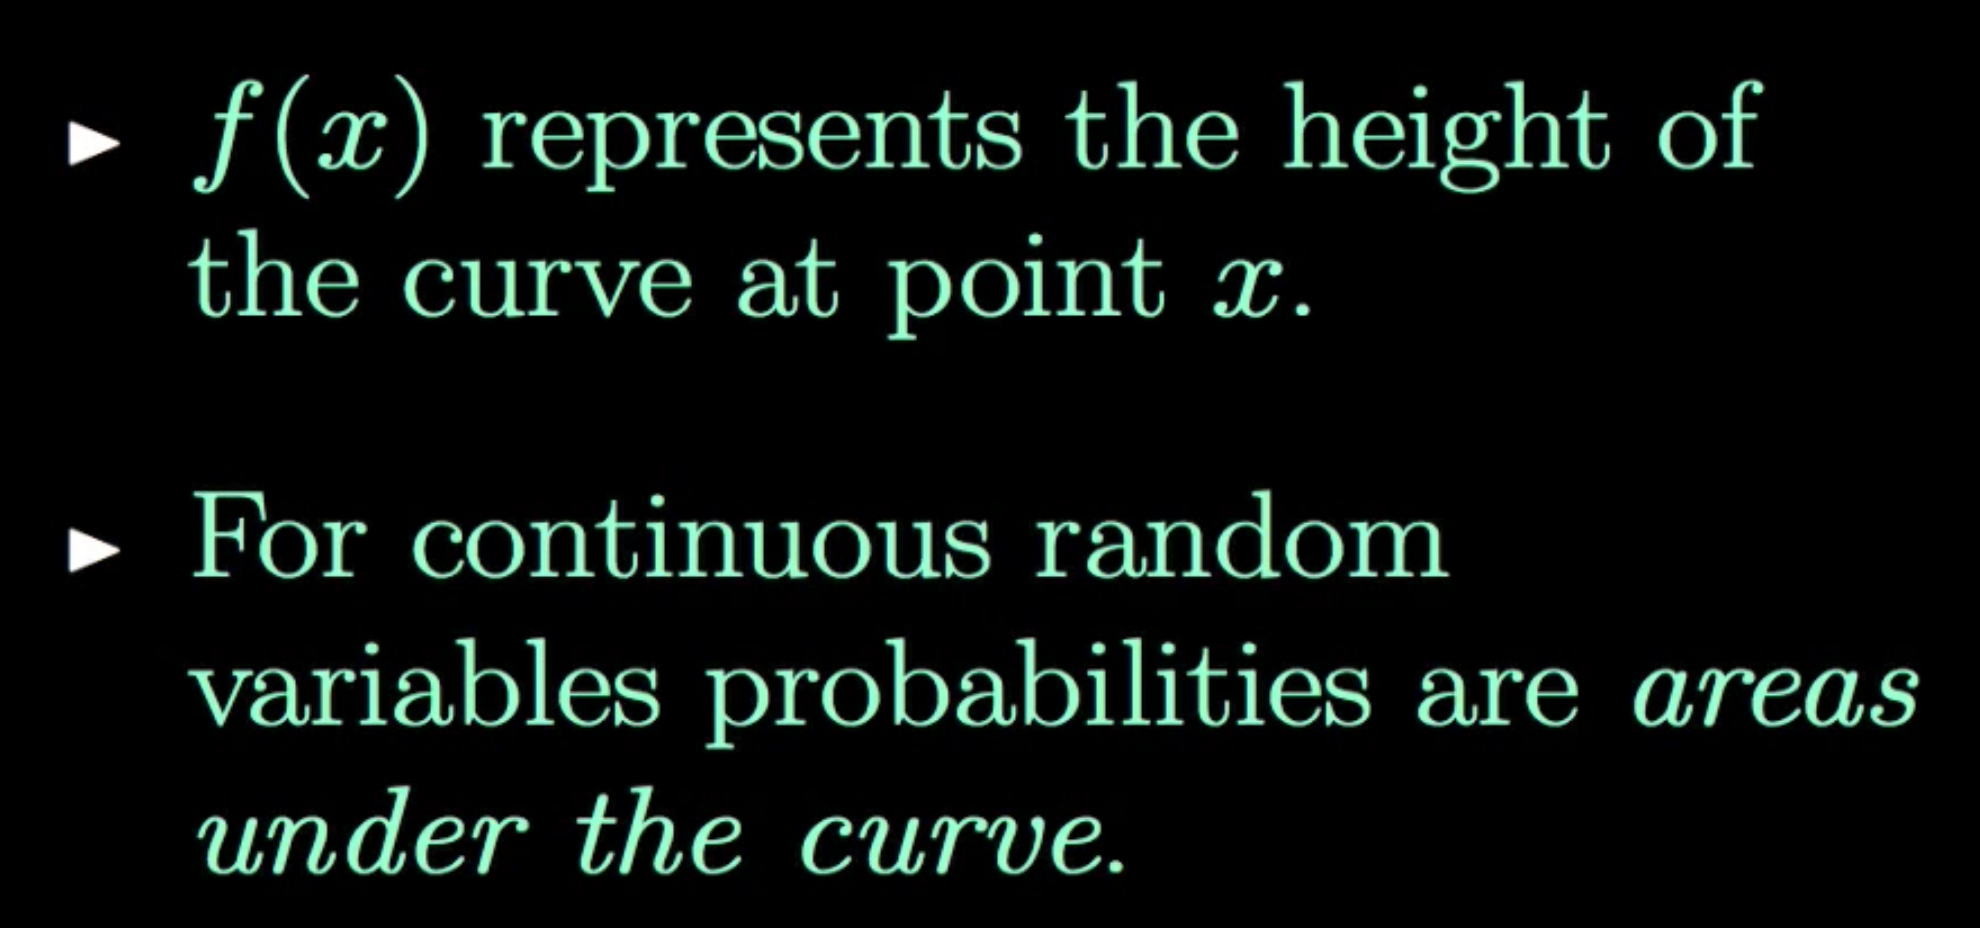 ▶ f(x) represents the height of
the curve at point x.
▶ For continuous random
variables probabilities are areas
under the curve.